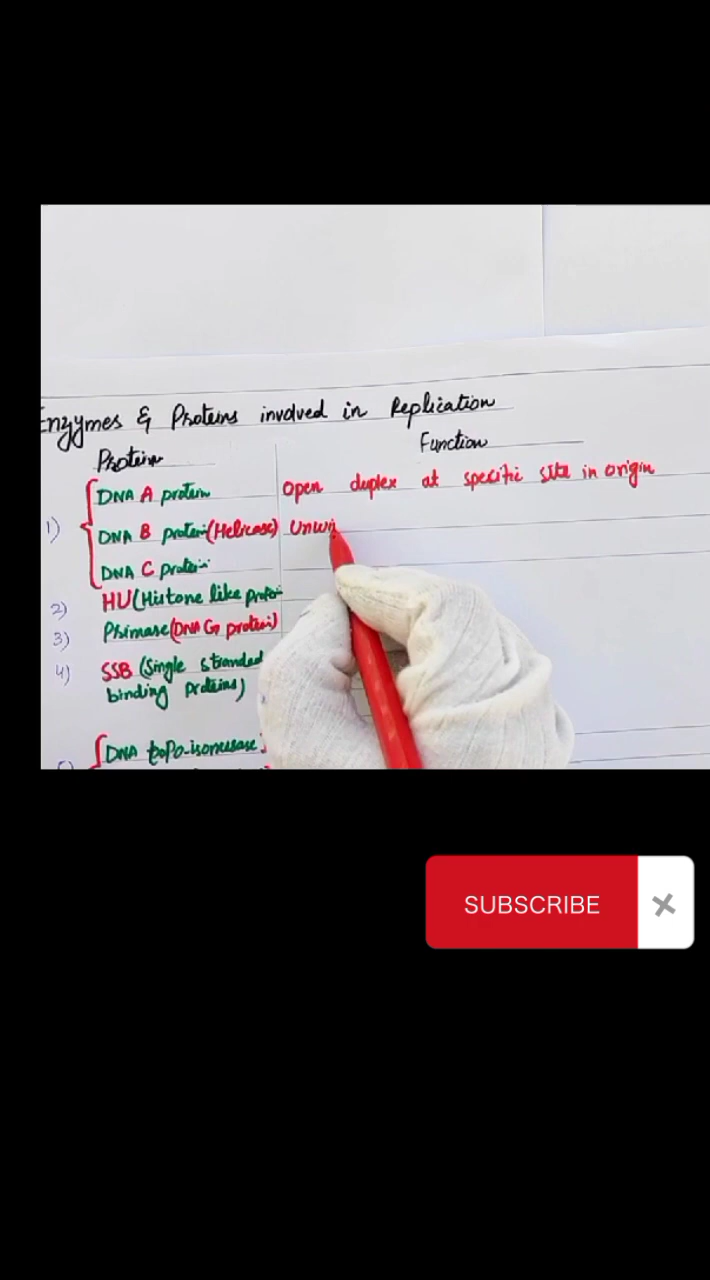 Enzymes & Proteins involved in Replication
Protein Function
DNA A protein Open duplex at specific site in origin
1) DNA B protein (Helicase) Unwi
DNA C protein
2) HU (Histone like protein
3) Primase (DNA G protein)
4) SSB (Single stranded
binding proteins)
DNA topo-isomerase
SUBSCRIBE